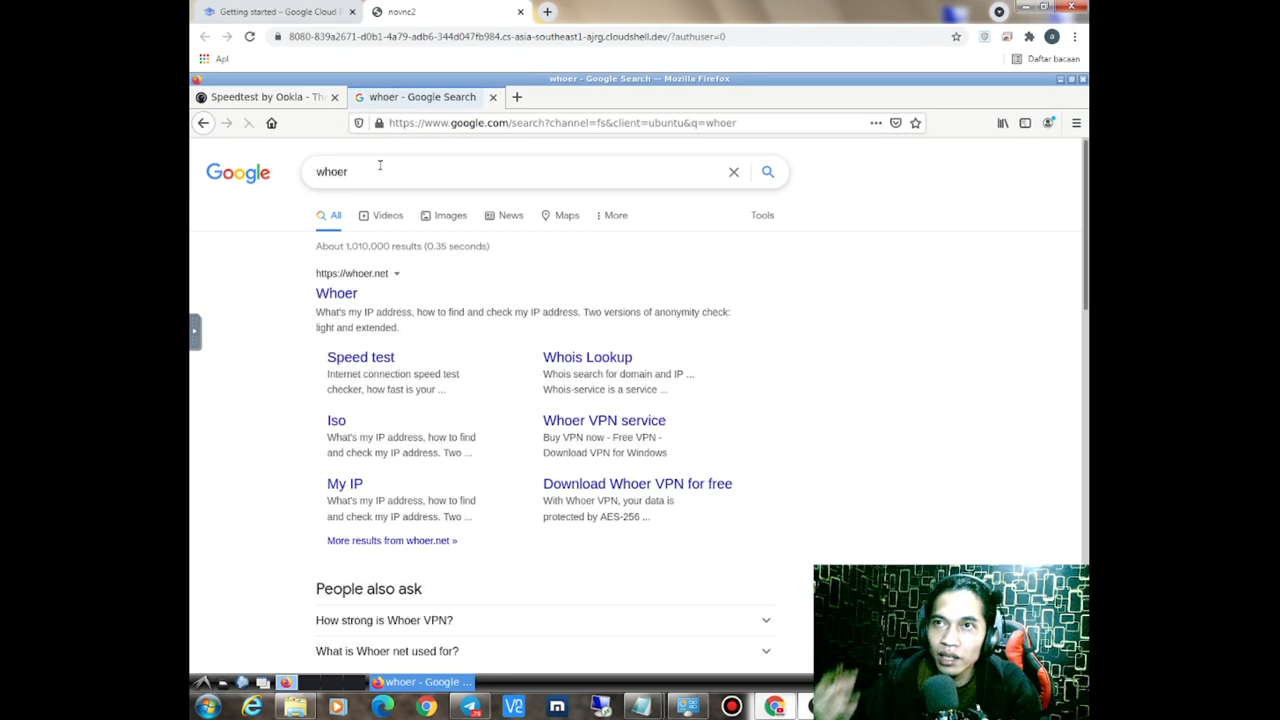 Getting started – Google Cloud P
novnc2
8080-839a2671-d0b1-4a79-adb6-344d047fb984.cs-asia-southeast1-ajrg.cloudshell.dev/?authuser=0
a
Apl
Daftar bacaan
whoer - Google Search — Mozilla Firefox
Speedtest by Ookla - Th
whoer - Google Search
https://www.google.com/search?channel=fs&client=ubuntu&q=whoer
Google
whoer
All
Videos
Images
News
Maps
More
Tools
About 1,010,000 results (0.35 seconds)
https://whoer.net
Whoer
What's my IP address, how to find and check my IP address. Two versions of anonymity check:
light and extended.
Speed test
Internet connection speed test
checker, how fast is your ...
Whois Lookup
Whois search for domain and IP ...
Whois-service is a service ...
Iso
What's my IP address, how to find
and check my IP address. Two ...
Whoer VPN service
Buy VPN now - Free VPN -
Download VPN for Windows
My IP
What's my IP address, how to find
and check my IP address. Two ...
Download Whoer VPN for free
With Whoer VPN, your data is
protected by AES-256 ...
More results from whoer.net »
People also ask
How strong is Whoer VPN?
What is Whoer net used for?
whoer - Google ...